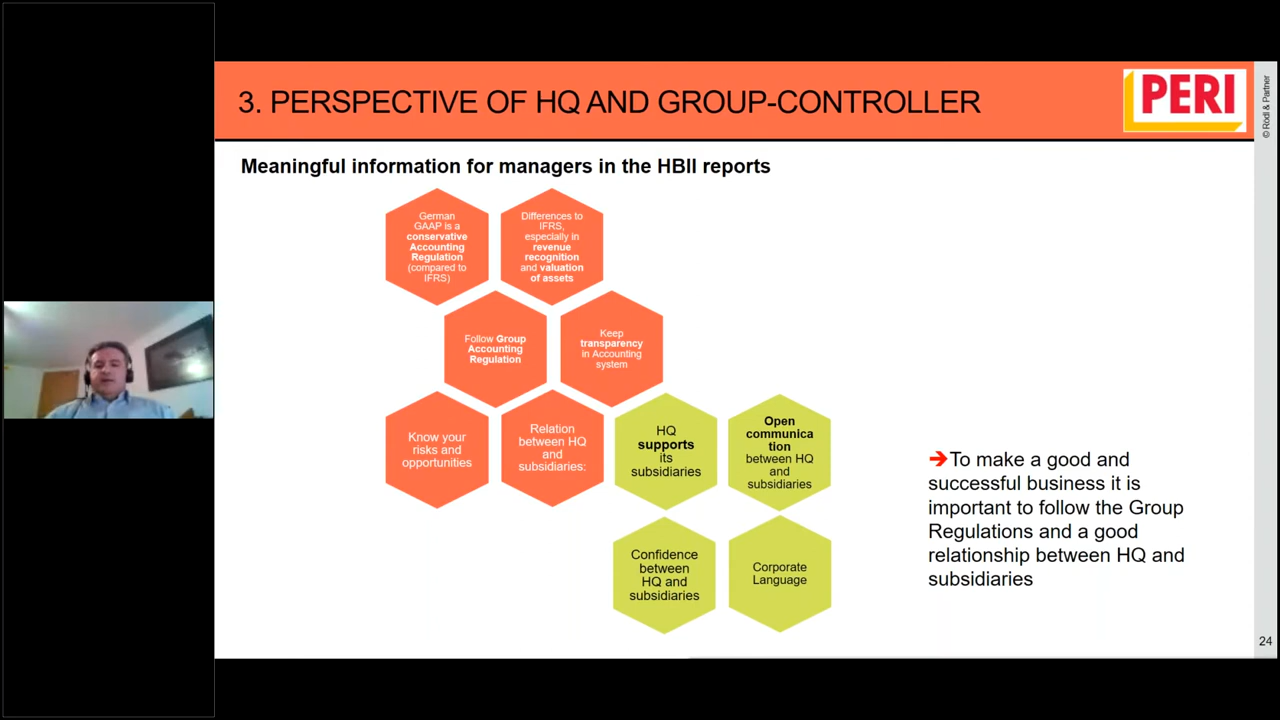 3. PERSPECTIVE OF HQ AND GROUP-CONTROLLER
PERI
© Rödl & Partner
Meaningful information for managers in the HBII reports
German
GAAP is a
conservative
Accounting
Regulation
(compared to
IFRS)
Differences to
IFRS,
especially in
revenue
recognition
and valuation
of assets
Follow Group
Accounting
Regulation
Keep
transparency
in Accounting
system
Know your
risks and
opportunities
Relation
between HQ
and
subsidiaries:
HQ
supports
its
subsidiaries
Open
communica
tion
between HQ
and
subsidiaries
Confidence
between
HQ and
subsidiaries
Corporate
Language
➔To make a good and
successful business it is
important to follow the Group
Regulations and a good
relationship between HQ and
subsidiaries
24